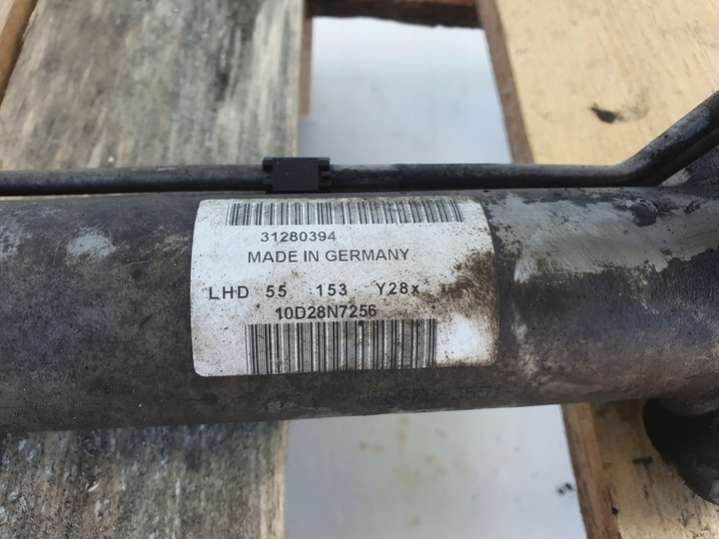 31280394
MADE IN GERMANY
LHD 55 153 Y28x
10D28N7256